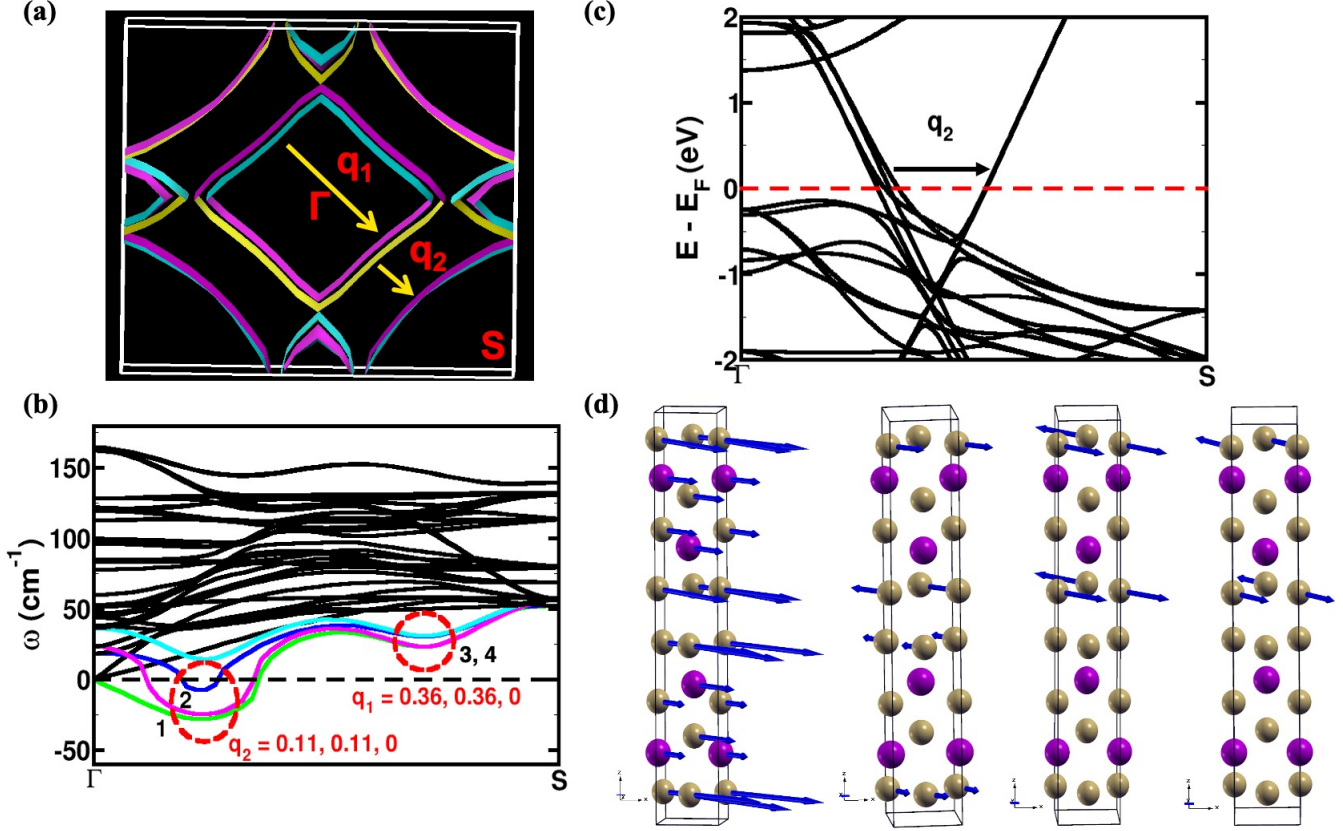 (a)
q1
Γ
q2
S
(b)
ω (cm-1)
150
100
50
0
-50
1
2
3, 4
q1 = 0.36, 0.36, 0
q2 = 0.11, 0.11, 0
Γ
S
(c)
E - EF (eV)
2
1
0
-1
-2
q2
Γ
S
(d)
z
x
z
x
z
x
z
x